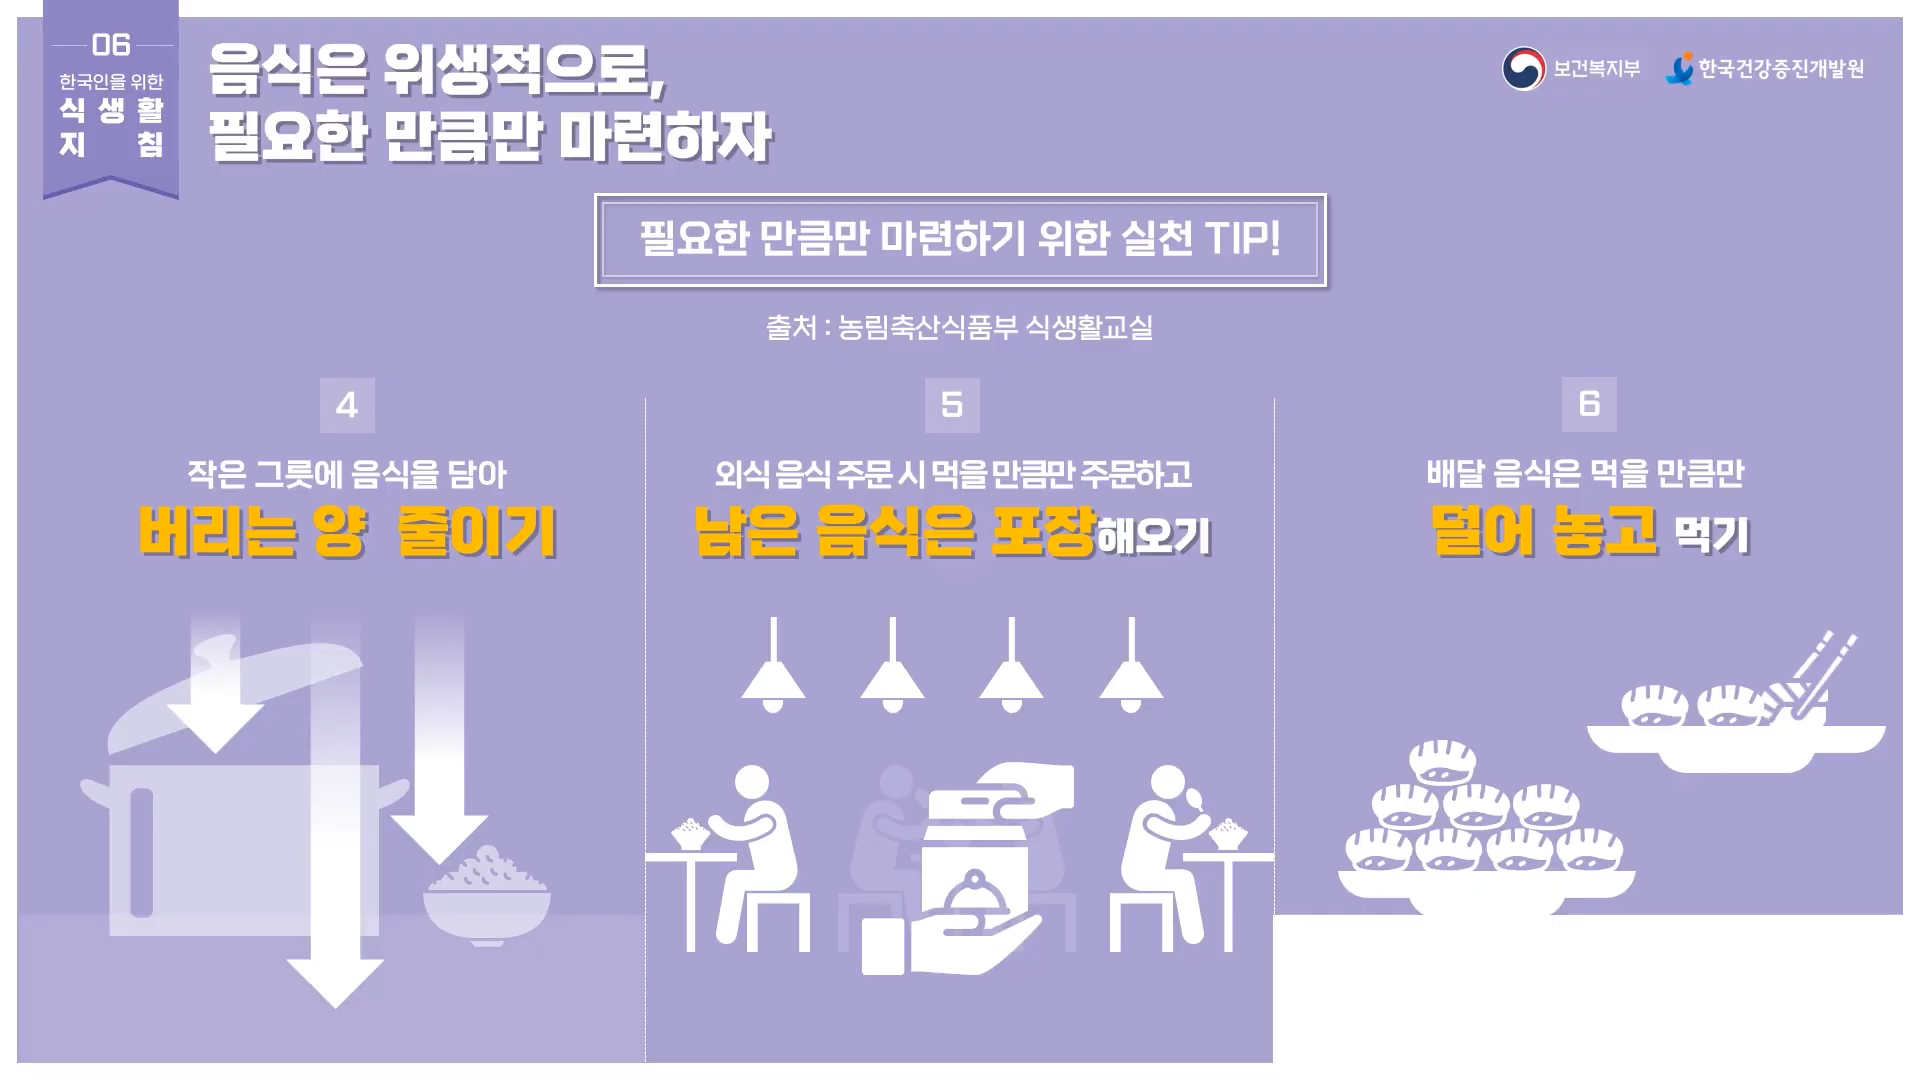 06
한국인을 위한
식생활
지침
음식은 위생적으로,
필요한 만큼만 마련하자
보건복지부
한국건강증진개발원
필요한 만큼만 마련하기 위한 실천 TIP!
출처 : 농림축산식품부 식생활교실
4
작은 그릇에 음식을 담아
버리는 양 줄이기
5
외식 음식 주문 시 먹을 만큼만 주문하고
남은 음식은 포장해오기
6
배달 음식은 먹을 만큼만
덜어 놓고 먹기